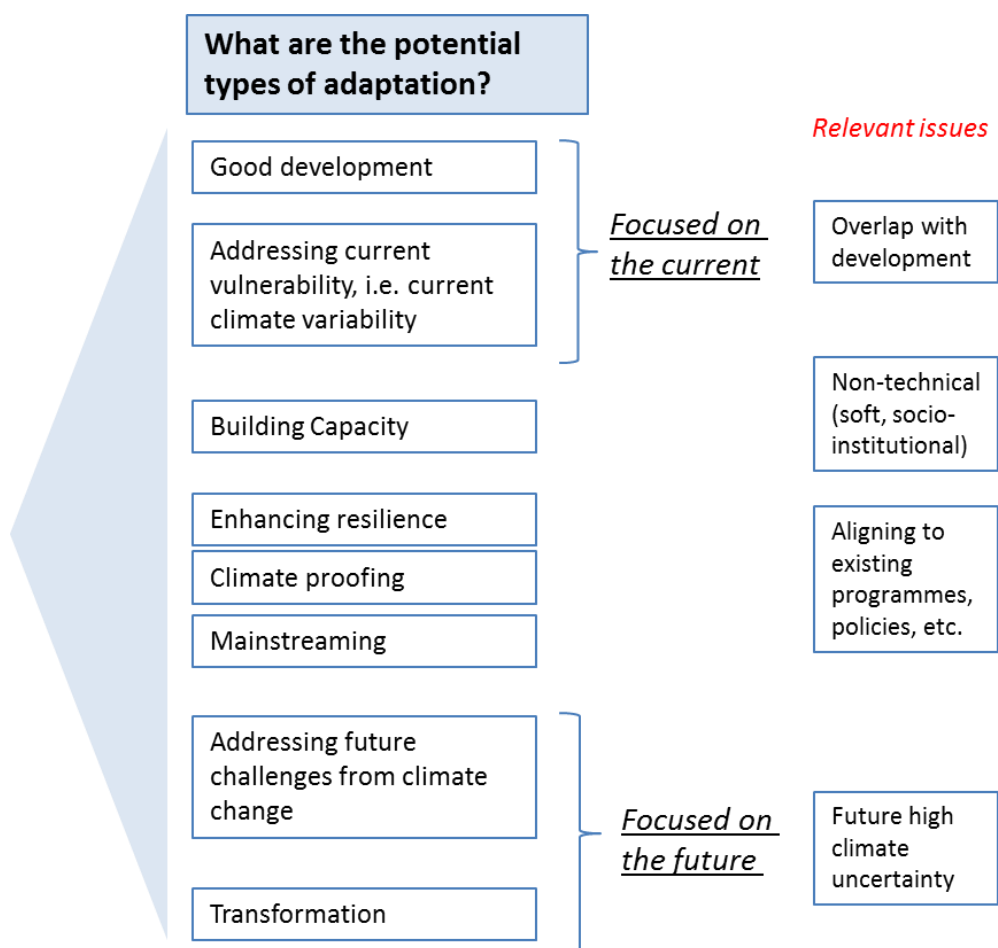 What are the potential
types of adaptation?
Relevant issues
Good development
Addressing current
vulnerability, i.e. current
climate variability
Focused on
the current
Overlap with
development
Building Capacity
Non-technical
(soft, socio-
institutional)
Enhancing resilience
Climate proofing
Mainstreaming
Aligning to
existing
programmes,
policies, etc.
Addressing future
challenges from climate
change
Transformation
Focused on
the future
Future high
climate
uncertainty